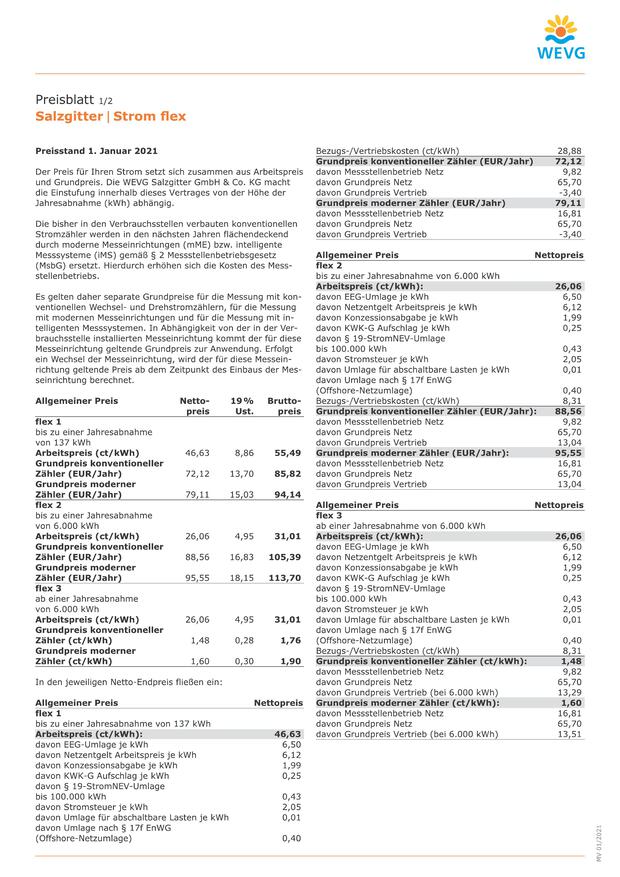 WEVG
Preisblatt 1/2
Salzgitter | Strom flex
Preisstand 1. Januar 2021
Der Preis für Ihren Strom setzt sich zusammen aus Arbeitspreis
und Grundpreis. Die WEVG Salzgitter GmbH & Co. KG macht
die Einstufung innerhalb dieses Vertrages von der Höhe der
Jahresabnahme (kWh) abhängig.
Die bisher in den Verbrauchsstellen verbauten konventionellen
Stromzähler werden in den nächsten Jahren flächendeckend
durch moderne Messeinrichtungen (mME) bzw. intelligente
Messsysteme (iMS) gemäß § 2 Messstellenbetriebsgesetz
(MsbG) ersetzt. Hierdurch erhöhen sich die Kosten des Mess-
stellenbetriebs.
Es gelten daher separate Grundpreise für die Messung mit kon-
ventionellen Wechsel- und Drehstromzählern, für die Messung
mit modernen Messeinrichtungen und für die Messung mit in-
telligenten Messsystemen. In Abhängigkeit von der in der Ver-
brauchsstelle installierten Messeinrichtung kommt der für diese
Messeinrichtung geltende Grundpreis zur Anwendung. Erfolgt
ein Wechsel der Messeinrichtung, wird der für diese Messein-
richtung geltende Preis ab dem Zeitpunkt des Einbaus der Mes-
seinrichtung berechnet.
Allgemeiner Preis Netto- 19 % Brutto-
preis Ust. preis
flex 1
bis zu einer Jahresabnahme
von 137 kWh
Arbeitspreis (ct/kWh) 46,63 8,86 55,49
Grundpreis konventioneller
Zähler (EUR/Jahr) 72,12 13,70 85,82
Grundpreis moderner
Zähler (EUR/Jahr) 79,11 15,03 94,14
flex 2
bis zu einer Jahresabnahme
von 6.000 kWh
Arbeitspreis (ct/kWh) 26,06 4,95 31,01
Grundpreis konventioneller
Zähler (EUR/Jahr) 88,56 16,83 105,39
Grundpreis moderner
Zähler (EUR/Jahr) 95,55 18,15 113,70
flex 3
ab einer Jahresabnahme
von 6.000 kWh
Arbeitspreis (ct/kWh) 26,06 4,95 31,01
Grundpreis konventioneller
Zähler (ct/kWh) 1,48 0,28 1,76
Grundpreis moderner
Zähler (ct/kWh) 1,60 0,30 1,90
In den jeweiligen Netto-Endpreis fließen ein:
Allgemeiner Preis Nettopreis
flex 1
bis zu einer Jahresabnahme von 137 kWh
Arbeitspreis (ct/kWh): 46,63
davon EEG-Umlage je kWh 6,50
davon Netzentgelt Arbeitspreis je kWh 6,12
davon Konzessionsabgabe je kWh 1,99
davon KWK-G Aufschlag je kWh 0,25
davon § 19-StromNEV-Umlage
bis 100.000 kWh 0,43
davon Stromsteuer je kWh 2,05
davon Umlage für abschaltbare Lasten je kWh 0,01
davon Umlage nach § 17f EnWG
(Offshore-Netzumlage) 0,40
Bezugs-/Vertriebskosten (ct/kWh) 28,88
Grundpreis konventioneller Zähler (EUR/Jahr) 72,12
davon Messstellenbetrieb Netz 9,82
davon Grundpreis Netz 65,70
davon Grundpreis Vertrieb -3,40
Grundpreis moderner Zähler (EUR/Jahr) 79,11
davon Messstellenbetrieb Netz 16,81
davon Grundpreis Netz 65,70
davon Grundpreis Vertrieb -3,40
Allgemeiner Preis Nettopreis
flex 2
bis zu einer Jahresabnahme von 6.000 kWh
Arbeitspreis (ct/kWh): 26,06
davon EEG-Umlage je kWh 6,50
davon Netzentgelt Arbeitspreis je kWh 6,12
davon Konzessionsabgabe je kWh 1,99
davon KWK-G Aufschlag je kWh 0,25
davon § 19-StromNEV-Umlage
bis 100.000 kWh 0,43
davon Stromsteuer je kWh 2,05
davon Umlage für abschaltbare Lasten je kWh 0,01
davon Umlage nach § 17f EnWG
(Offshore-Netzumlage) 0,40
Bezugs-/Vertriebskosten (ct/kWh) 8,31
Grundpreis konventioneller Zähler (EUR/Jahr): 88,56
davon Messstellenbetrieb Netz 9,82
davon Grundpreis Netz 65,70
davon Grundpreis Vertrieb 13,04
Grundpreis moderner Zähler (EUR/Jahr): 95,55
davon Messstellenbetrieb Netz 16,81
davon Grundpreis Netz 65,70
davon Grundpreis Vertrieb 13,04
Allgemeiner Preis Nettopreis
flex 3
ab einer Jahresabnahme von 6.000 kWh
Arbeitspreis (ct/kWh): 26,06
davon EEG-Umlage je kWh 6,50
davon Netzentgelt Arbeitspreis je kWh 6,12
davon Konzessionsabgabe je kWh 1,99
davon KWK-G Aufschlag je kWh 0,25
davon § 19-StromNEV-Umlage
bis 100.000 kWh 0,43
davon Stromsteuer je kWh 2,05
davon Umlage für abschaltbare Lasten je kWh 0,01
davon Umlage nach § 17f EnWG
(Offshore-Netzumlage) 0,40
Bezugs-/Vertriebskosten (ct/kWh) 8,31
Grundpreis konventioneller Zähler (ct/kWh): 1,48
davon Messstellenbetrieb Netz 9,82
davon Grundpreis Netz 65,70
davon Grundpreis Vertrieb (bei 6.000 kWh) 13,29
Grundpreis moderner Zähler (ct/kWh): 1,60
davon Messstellenbetrieb Netz 16,81
davon Grundpreis Netz 65,70
davon Grundpreis Vertrieb (bei 6.000 kWh) 13,51
MV 01/2021